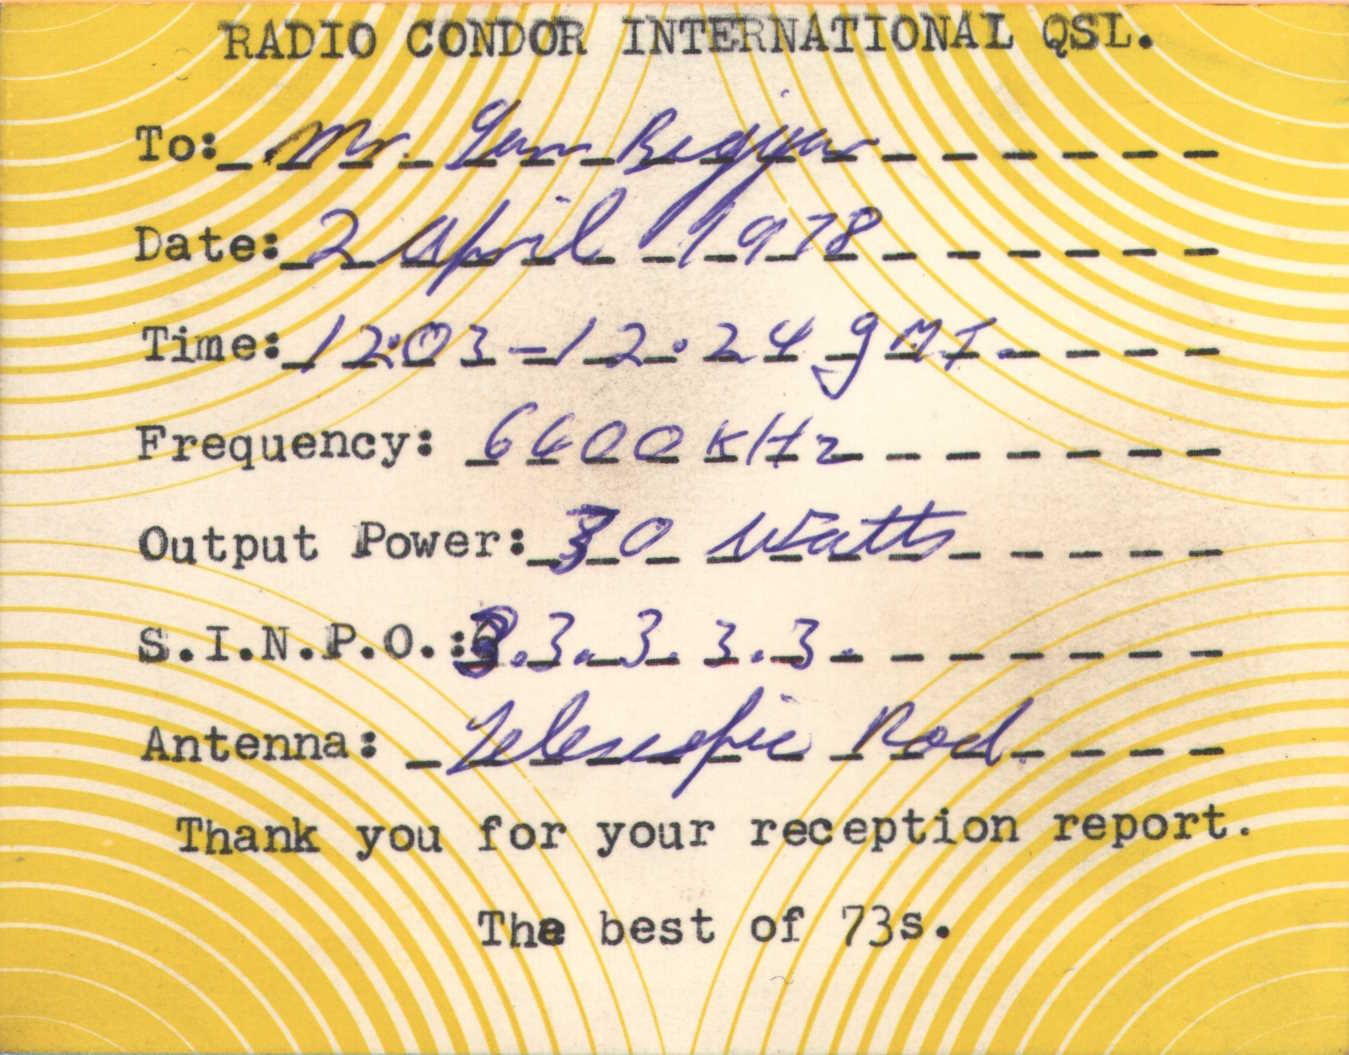 RADIO CONDOR INTERNATIONAL QSL.
To: Mr.
Date: 2 April 1978
Time: 12:03-12.24 GMT.
Frequency: 6600 KHz
Output Power: 30 Watts
S.I.N.P.O.: 3.3.3.3.3.
Antenna: Telescopic Rod
Thank you for your reception report.
The best of 73s.